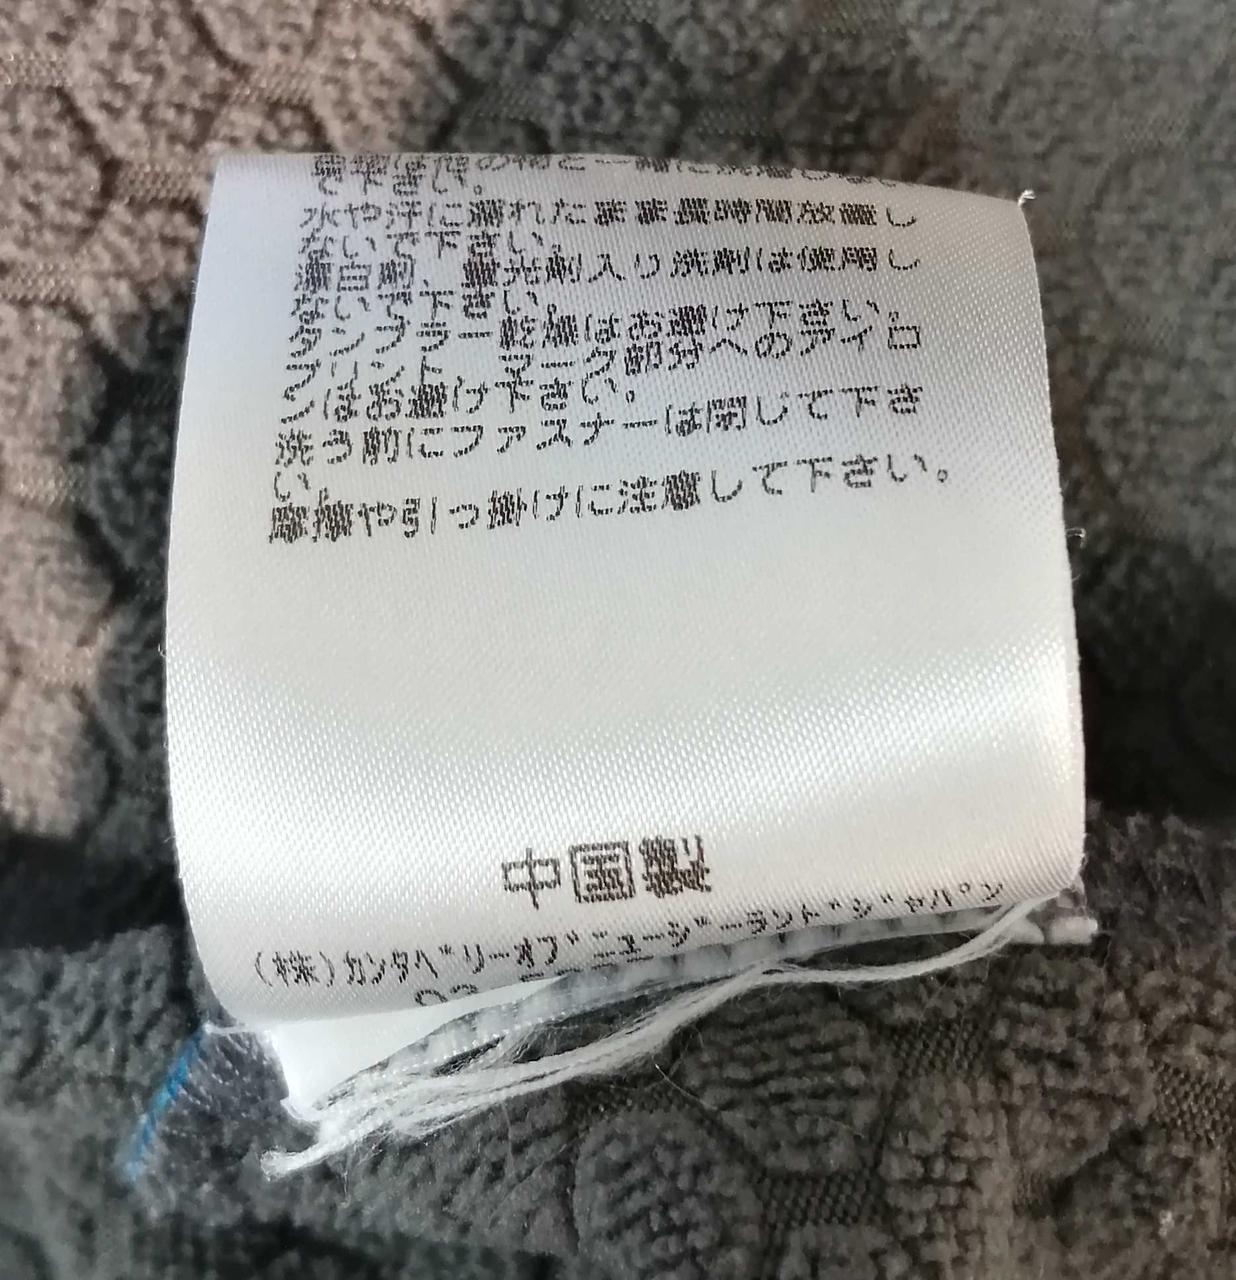 て下さい。
水や汗に濡れたまま長時間放置し
ないで下さい。
漂白剤、蛍光剤入り洗剤は使用し
ないで下さい。
タンブラー乾燥はお避け下さい。
プリント、マーク部分へのアイロ
ンはお避け下さい。
洗う前にファスナーは閉じて下さ
い。
摩擦や引っ掛けに注意して下さい。
中国製
(株)カンタベリーオブニュージーランドジャパン